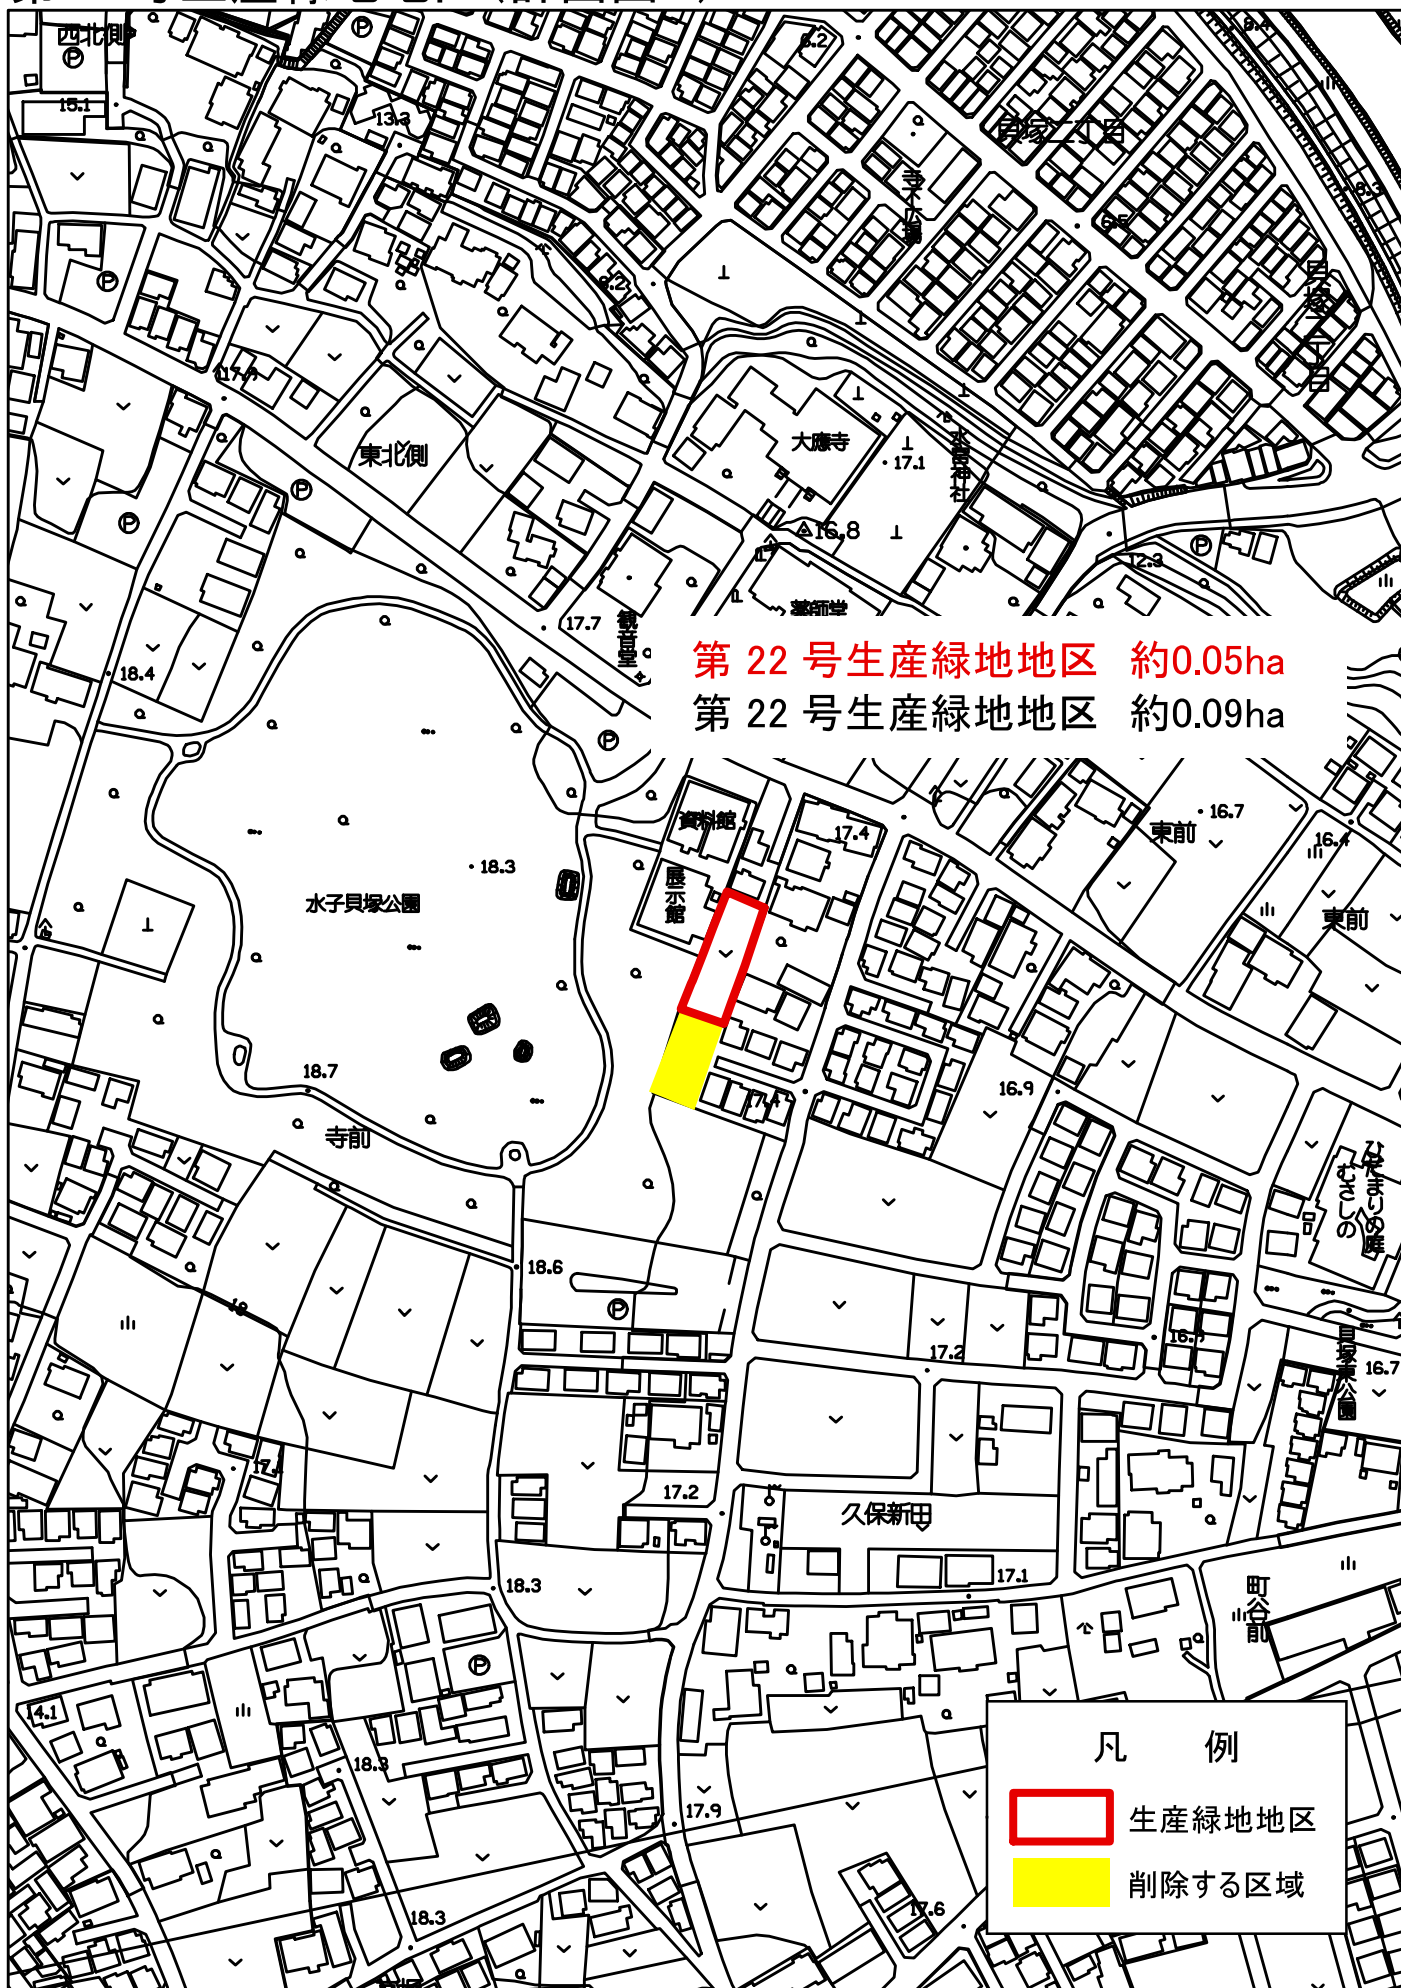 西北側
15.1
13.3
8.2
6.4
貝塚二丁目
寺下広場
6.5
6.3
貝塚二丁目
8.2
17.9
東北側
大應寺
17.1
水宮神社
16.8
12.3
薬師堂
観音堂
17.7
18.4
第 22 号生産緑地地区 約0.05ha
第 22 号生産緑地地区 約0.09ha
資料館
17.4
16.7
東前
16.4
展示館
18.3
水子貝塚公園
東前
18.7
17.4
16.9
寺前
ひだまりの庭
むさしの
18.6
18
17.2
貝塚東公園
16.7
17.1
17.2
久保新田
18.3
17.1
町谷前
14.1
18.3
17.9
18.3
17.6
凡 例
生産緑地地区
削除する区域